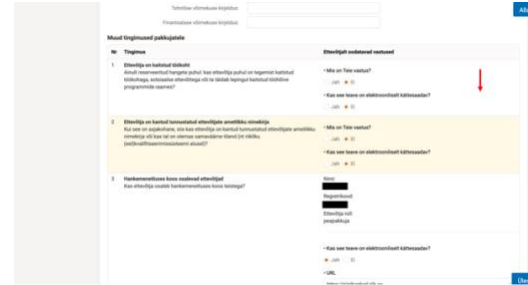 Tehnilise võimekuse kirjeldus:
Finantsalase võimekuse kirjeldus:
Muud tingimused pakkujatele
Nr Tingimus Ettevõtjalt oodatavad vastused
1 Ettevõtja on kaitstud töökoht
Ainult reserveeritud hangete puhul: kas ettevõtja puhul on tegemist kaitstud
töökohaga, sotsiaalse ettevõttega või ta täidab lepingut kaitstud tööhõive
programmide raames?
• Mis on Teie vastus?
Jah Ei
• Kas see teave on elektrooniliselt kättesaadav?
Jah Ei
2 Ettevõtja on kantud tunnustatud ettevõtjate ametlikku nimekirja
Kui see on asjakohane, siis kas ettevõtja on kantud tunnustatud ettevõtjate ametlikku
nimekirja või kas tal on olemas samaväärne tõend (nt riikliku
(eel)kvalifitseerimissüsteemi alusel)?
• Mis on Teie vastus?
Jah Ei
• Kas see teave on elektrooniliselt kättesaadav?
Jah Ei
3 Hankemenetluses koos osalevad ettevõtjad
Kas ettevõtja osaleb hankemenetluses koos teistega?
Nimi:
Registrikood:
Ettevõtja roll:
peapakkuja
• Kas see teave on elektrooniliselt kättesaadav?
Jah Ei
• URL